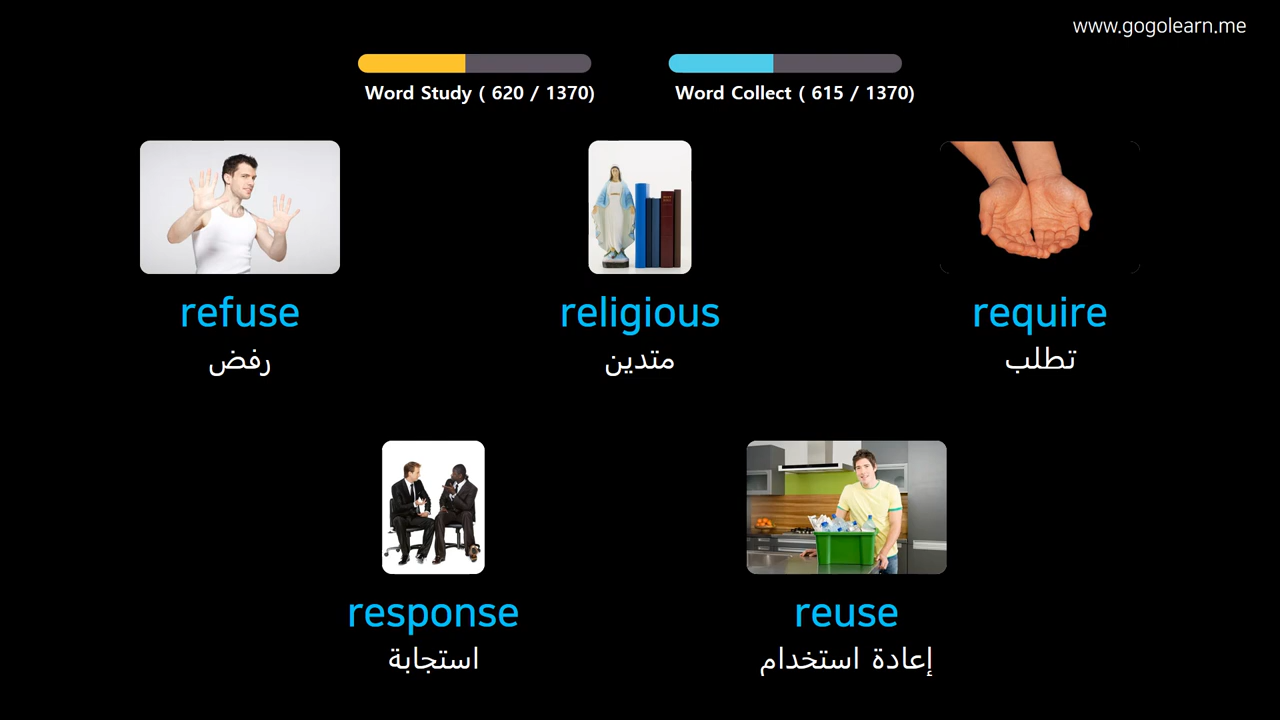 www.gogolearn.me
Word Study ( 620 / 1370)
Word Collect ( 615 / 1370)
refuse
رفض
religious
متدين
require
تطلب
response
استجابة
reuse
إعادة استخدام